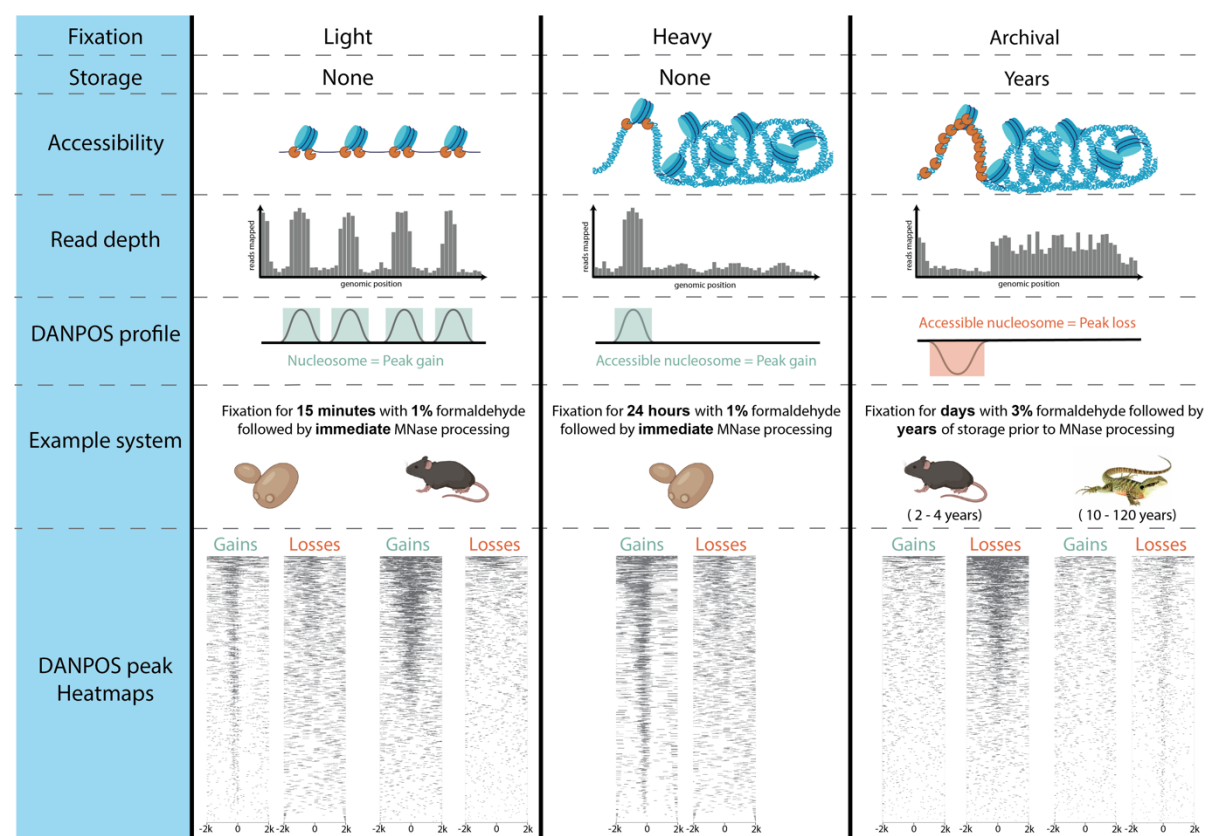 Fixation
Light
Heavy
Archival
Storage
None
None
Years
Accessibility
Read depth
reads mapped
genomic position
reads mapped
genomic position
reads mapped
genomic position
DANPOS profile
Nucleosome = Peak gain
Accessible nucleosome = Peak gain
Accessible nucleosome = Peak loss
Example system
Fixation for 15 minutes with 1% formaldehyde
followed by immediate MNase processing
Fixation for 24 hours with 1% formaldehyde
followed by immediate MNase processing
Fixation for days with 3% formaldehyde followed by
years of storage prior to MNase processing
( 2 - 4 years)
( 10 - 120 years)
DANPOS peak
Heatmaps
Gains
Losses
Gains
Losses
Gains
Losses
Gains
Losses
Gains
Losses
-2k 0 2k
-2k 0 2k
-2k 0 2k
-2k 0 2k
-2k 0 2k
-2k 0 2k
-2k 0 2k
-2k 0 2k
-2k 0 2k
-2k 0 2k